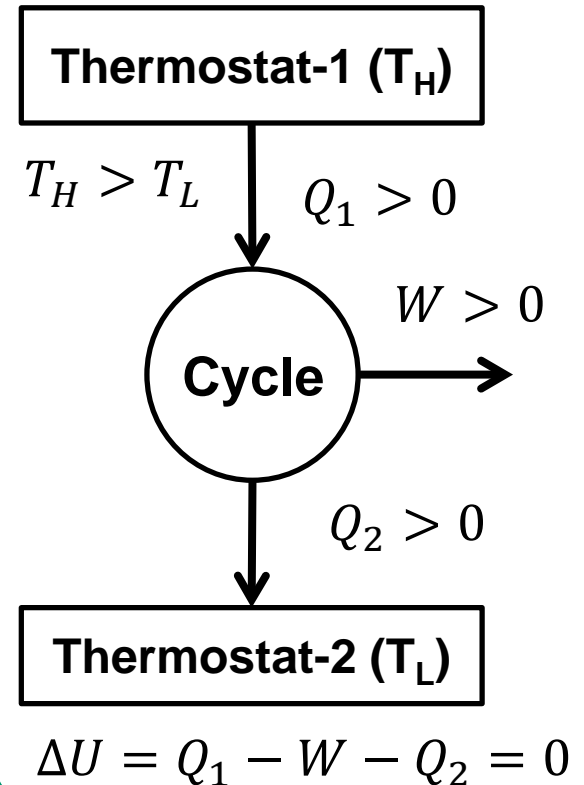 Thermostat-1 (T_H)
T_H > T_L
Q_1 > 0
W > 0
Cycle
Q_2 > 0
Thermostat-2 (T_L)
ΔU = Q_1 − W − Q_2 = 0